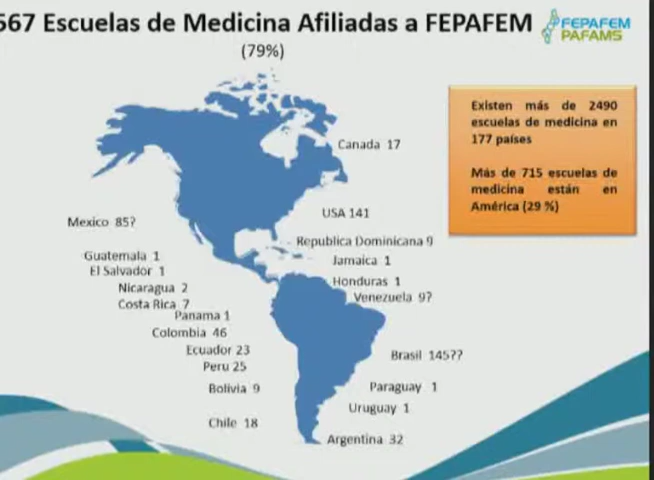 567 Escuelas de Medicina Afiliadas a FEPAFEM
(79%)
FEPAFEM
PAFAMS
Existen más de 2490
escuelas de medicina en
177 países
Más de 715 escuelas de
medicina están en
América (29 %)
Canada 17
USA 141
Mexico 85?
Republica Dominicana 9
Guatemala 1
Jamaica 1
El Salvador 1
Honduras 1
Nicaragua 2
Venezuela 9?
Costa Rica 7
Panama 1
Colombia 46
Ecuador 23
Brasil 145??
Peru 25
Bolivia 9
Paraguay 1
Uruguay 1
Chile 18
Argentina 32